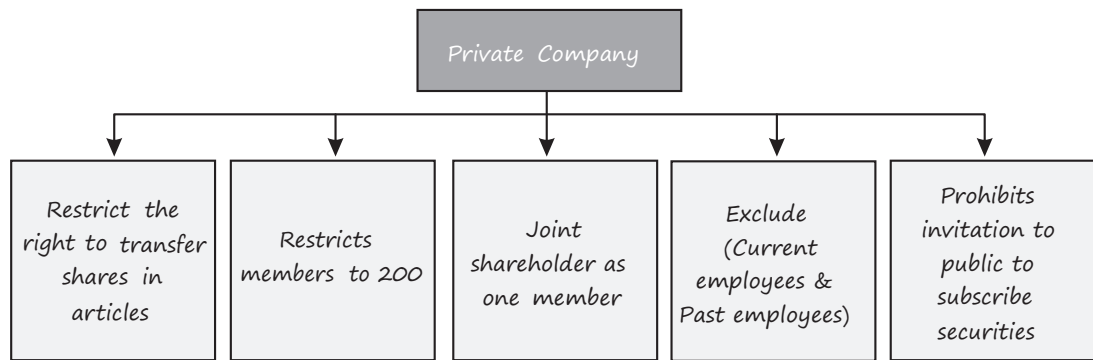 Private Company
Restrict the
right to transfer
shares in
articles
Restricts
members to 200
Joint
shareholder as
one member
Exclude
(Current
employees &
Past employees)
Prohibits
invitation to
public to
subscribe
securities